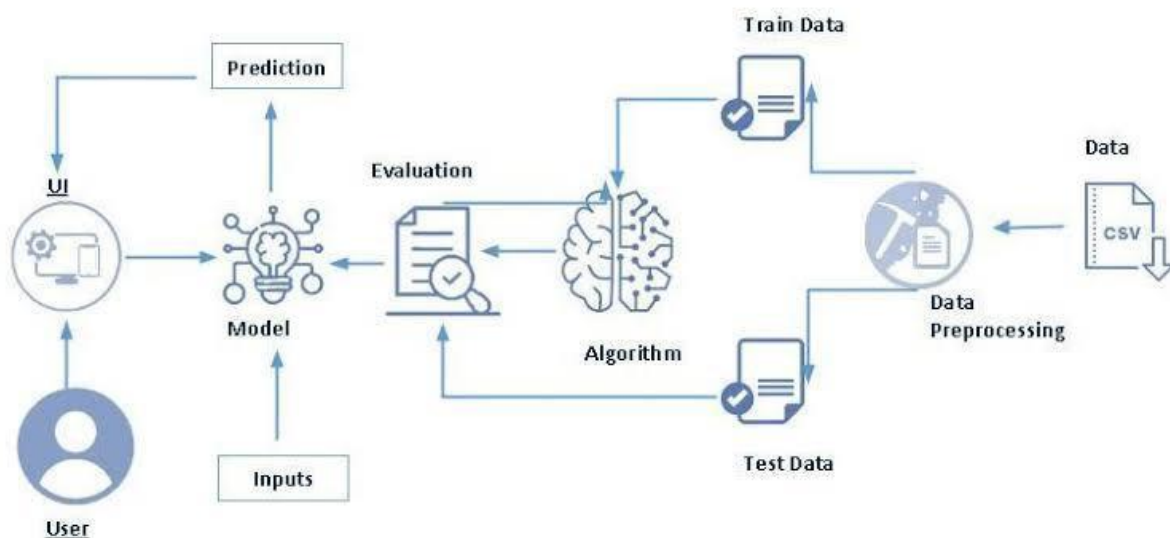 Train Data
Prediction
Data
Evaluation
UI
CSV
Model
Data
Preprocessing
Algorithm
Inputs
Test Data
User